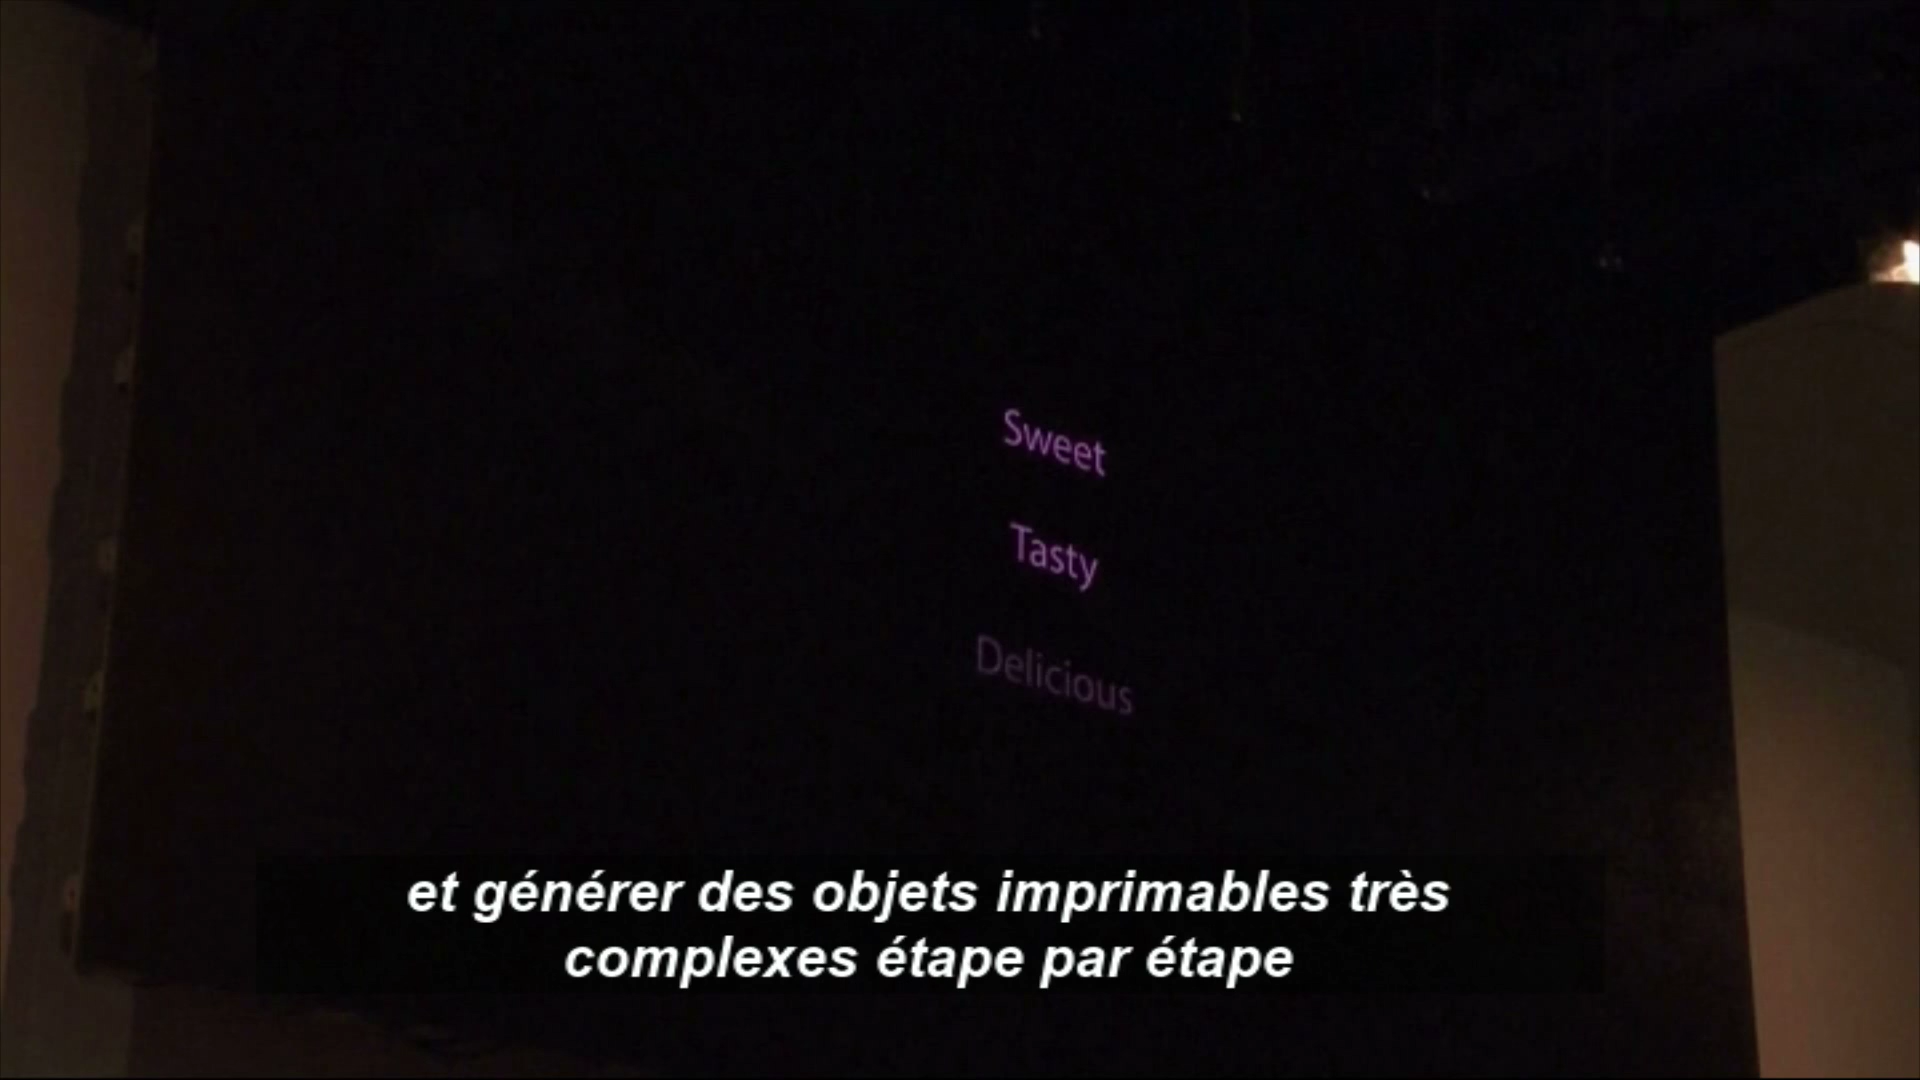 Sweet
Tasty
Delicious
et générer des objets imprimables très
complexes étape par étape